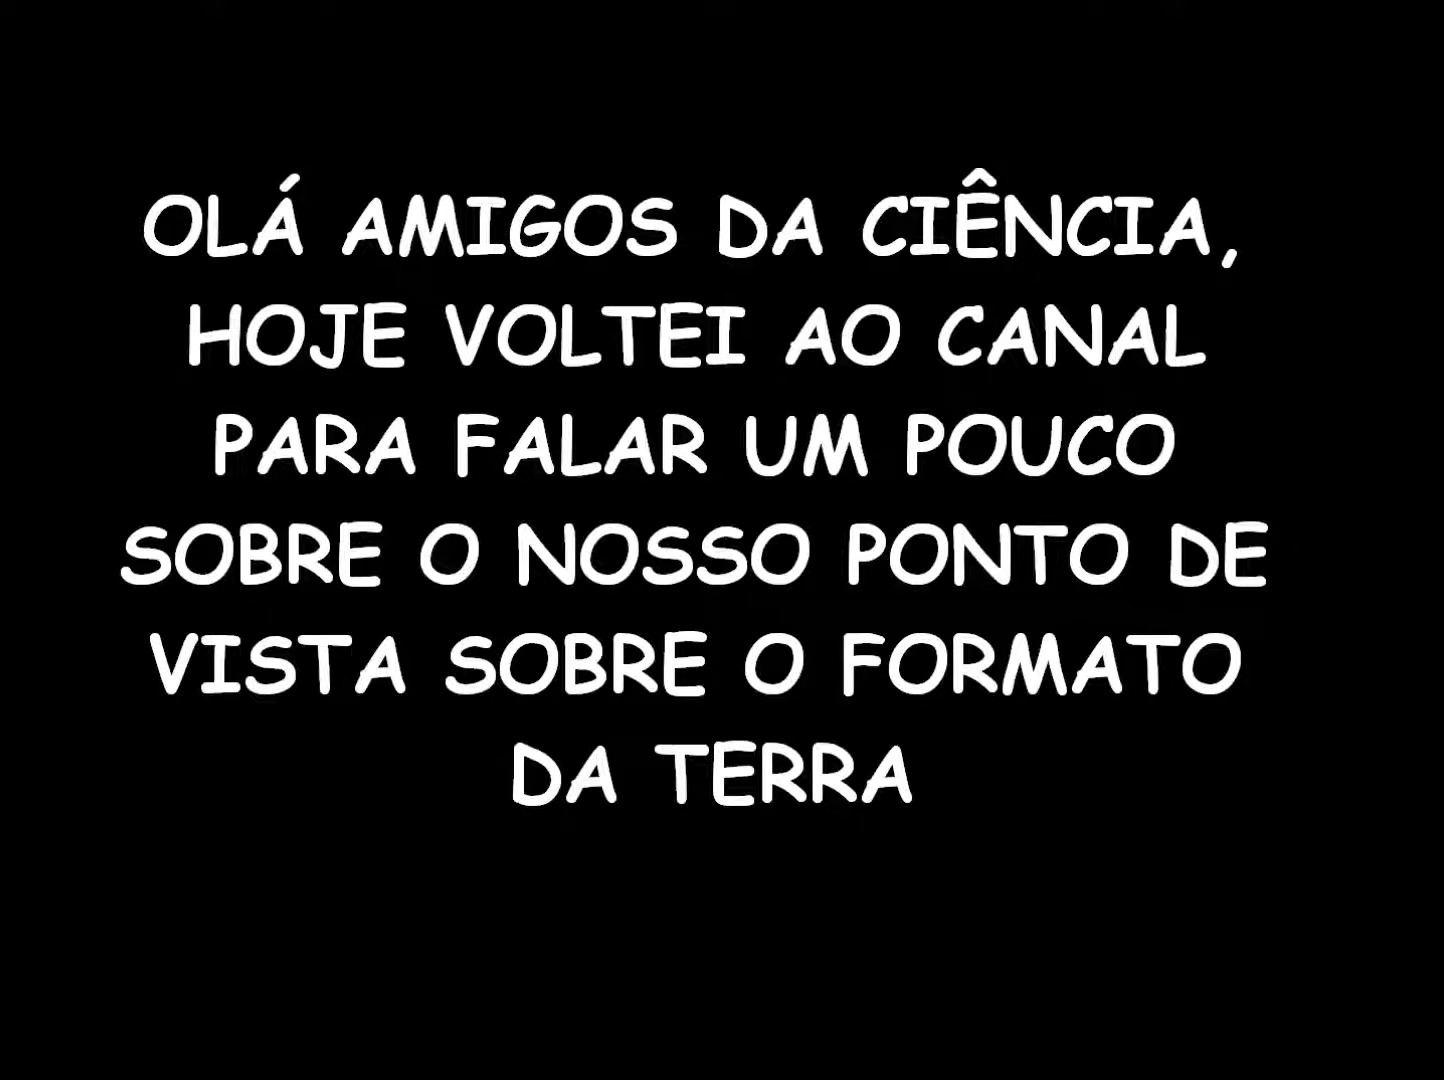 OLÁ AMIGOS DA CIÊNCIA,
HOJE VOLTEI AO CANAL
PARA FALAR UM POUCO
SOBRE O NOSSO PONTO DE
VISTA SOBRE O FORMATO
DA TERRA